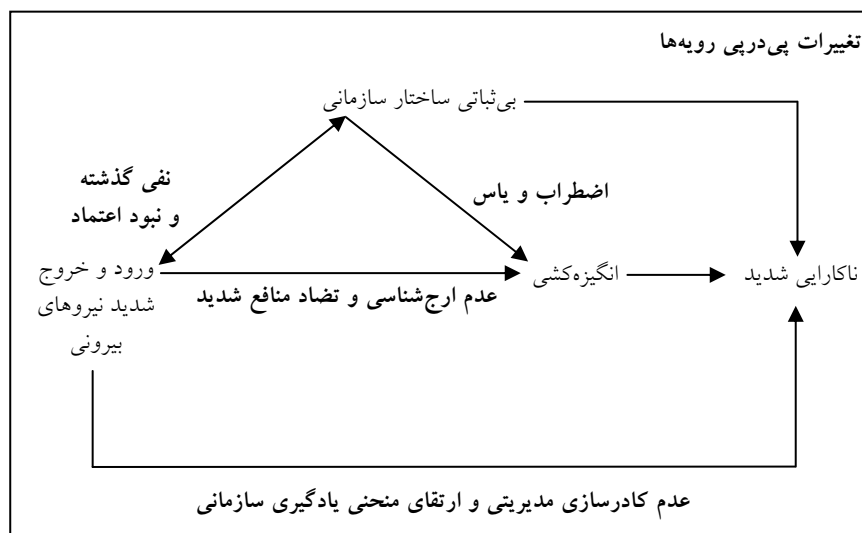 تغییرات پی‌درپی رویه‌ها
بی‌ثباتی ساختار سازمانی
نفی گذشته
و نبود اعتماد
اضطراب و یاس
ورود و خروج
شدید نیروهای
بیرونی
عدم ارج‌شناسی و تضاد منافع شدید
انگیزه‌کشی
ناکارایی شدید
عدم کادرسازی مدیریتی و ارتقای منحنی یادگیری سازمانی